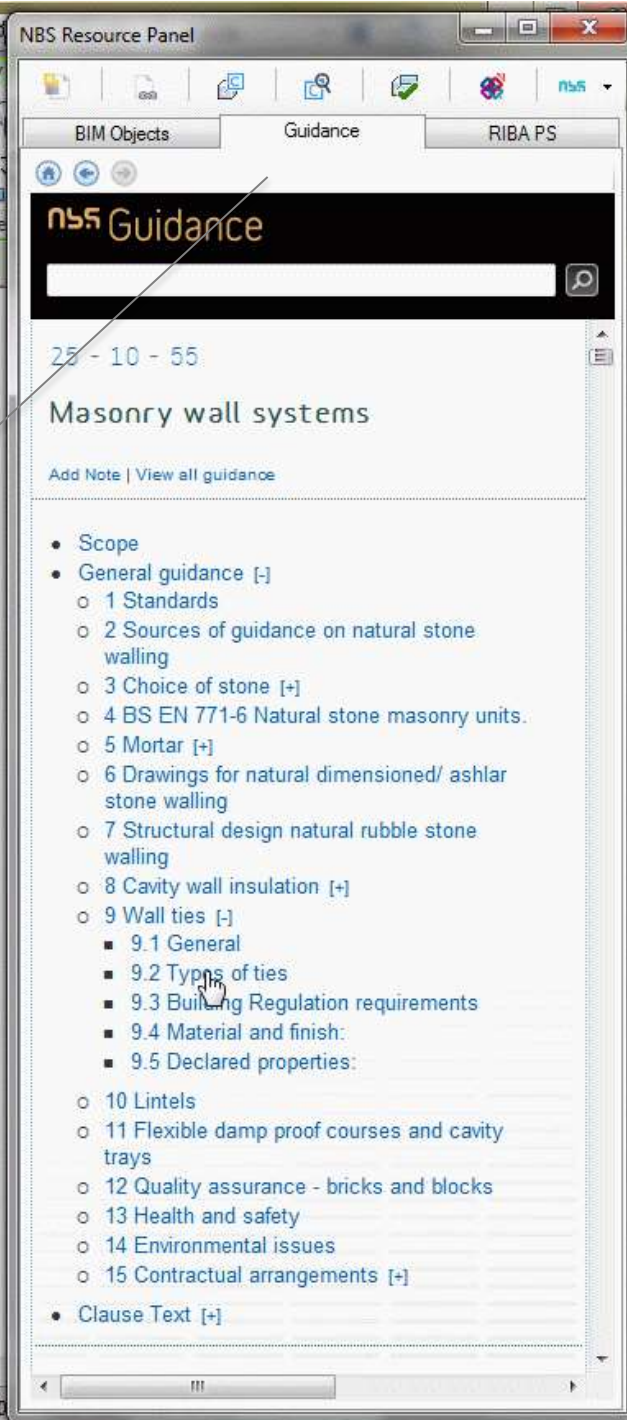 NBS Resource Panel
nbs
BIM Objects
Guidance
RIBA PS
nbs Guidance
25 - 10 - 55
Masonry wall systems
Add Note | View all guidance
Scope
General guidance [-]
1 Standards
2 Sources of guidance on natural stone
walling
3 Choice of stone [+]
4 BS EN 771-6 Natural stone masonry units.
5 Mortar [+]
6 Drawings for natural dimensioned/ ashlar
stone walling
7 Structural design natural rubble stone
walling
8 Cavity wall insulation [+]
9 Wall ties [-]
9.1 General
9.2 Types of ties
9.3 Building Regulation requirements
9.4 Material and finish:
9.5 Declared properties:
10 Lintels
11 Flexible damp proof courses and cavity
trays
12 Quality assurance - bricks and blocks
13 Health and safety
14 Environmental issues
15 Contractual arrangements [+]
Clause Text [+]